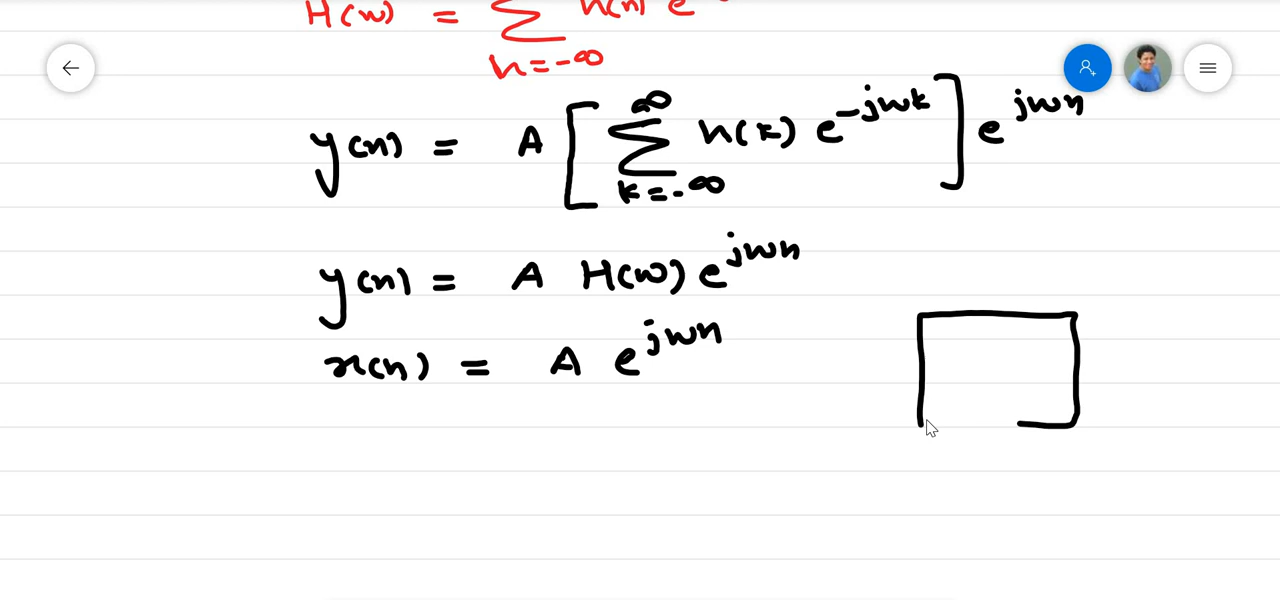 H(w) = ∑ h(n) e
n=-∞
y(n) = A [ ∞ ∑ k=-∞ h(k) e^{-jwk} ] e^{jwn}
y(n) = A H(w) e^{jwn}
x(n) = A e^{jwn}